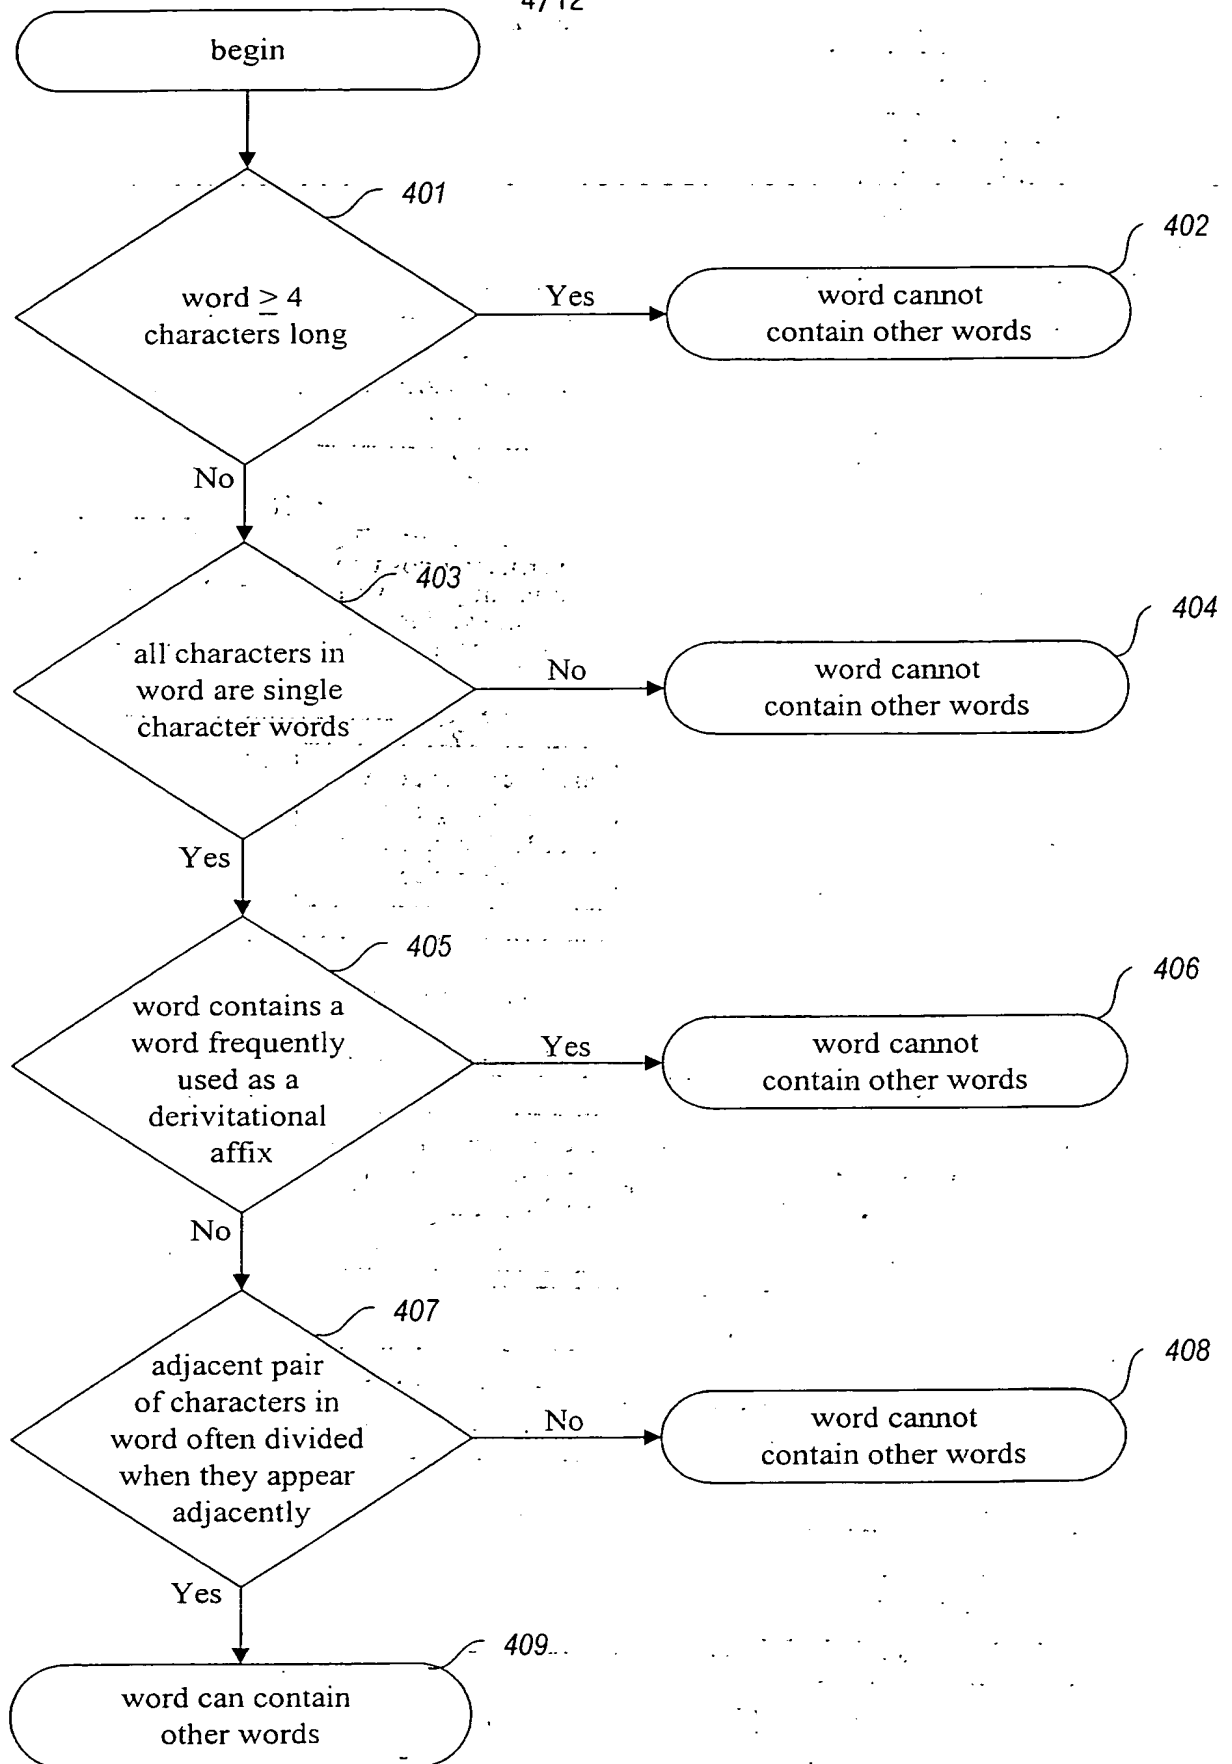 4/12
begin
401
402
word ≥ 4
characters long
Yes
word cannot
contain other words
No
403
404
all characters in
word are single
character words
No
word cannot
contain other words
Yes
405
406
word contains a
word frequently
used as a
derivitational
affix
Yes
word cannot
contain other words
No
407
408
adjacent pair
of characters in
word often divided
when they appear
adjacently
No
word cannot
contain other words
Yes
409
word can contain
other words